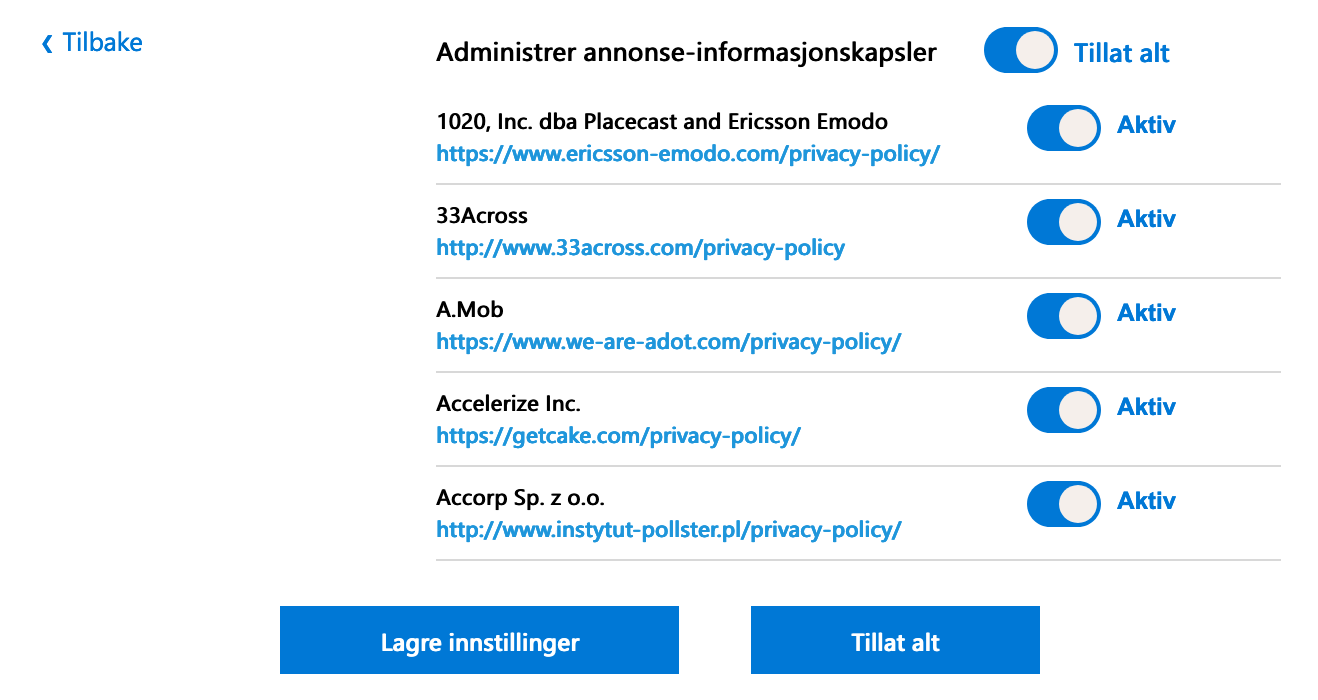 ❮ Tilbake
Administrer annonse-informasjonskapsler
Tillat alt
1020, Inc. dba Placecast and Ericsson Emodo
Aktiv
https://www.ericsson-emodo.com/privacy-policy/
33Across
Aktiv
http://www.33across.com/privacy-policy
A.Mob
Aktiv
https://www.we-are-adot.com/privacy-policy/
Accelerize Inc.
Aktiv
https://getcake.com/privacy-policy/
Accorp Sp. z o.o.
Aktiv
http://www.instytut-pollster.pl/privacy-policy/
Lagre innstillinger
Tillat alt